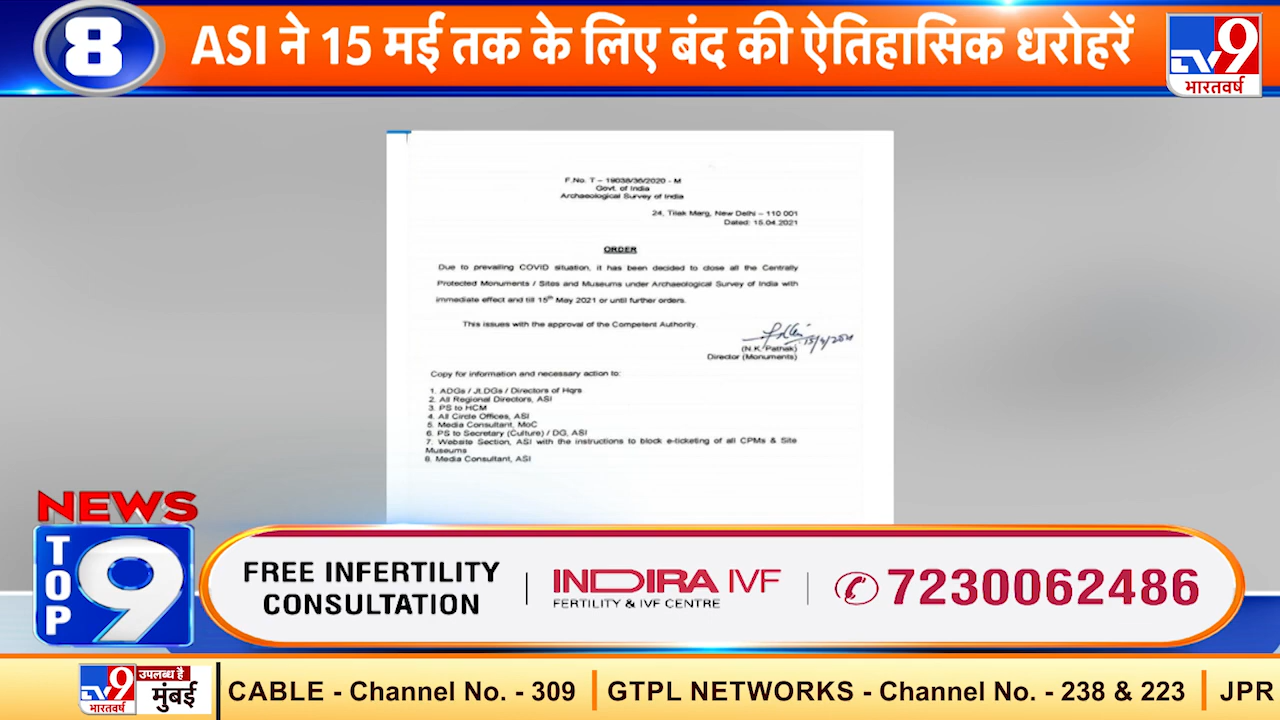 8
ASI ने 15 मई तक के लिए बंद की ऐतिहासिक धरोहरें
TV9
भारतवर्ष
F.No. T – 19038/36/2020 - M
Govt. of India
Archaeological Survey of India
24, Tilak Marg, New Delhi – 110 001
Dated: 15.04.2021
ORDER
Due to prevailing COVID situation, it has been decided to close all the Centrally
Protected Monuments / Sites and Museums under Archaeological Survey of India with
immediate effect and till 15th May 2021 or until further orders.
This issues with the approval of the Competent Authority.
15/4/2021
(N.K. Pathak)
Director (Monuments)
Copy for information and necessary action to:
1. ADGs / Jt.DGs / Directors of Hqrs
2. All Regional Directors, ASI
3. PS to HCM
4. All Circle Offices, ASI
5. Media Consultant, MoC
6. PS to Secretary (Culture) / DG, ASI
7. Website Section, ASI with the instructions to block e-ticketing of all CPMs & Site
Museums
8. Media Consultant, ASI
NEWS
TOP 9
FREE INFERTILITY
CONSULTATION
INDIRA IVF
FERTILITY & IVF CENTRE
7230062486
TV9
भारतवर्ष
उपलब्ध है
मुंबई
CABLE - Channel No. - 309 | GTPL NETWORKS - Channel No. - 238 & 223 | JPR